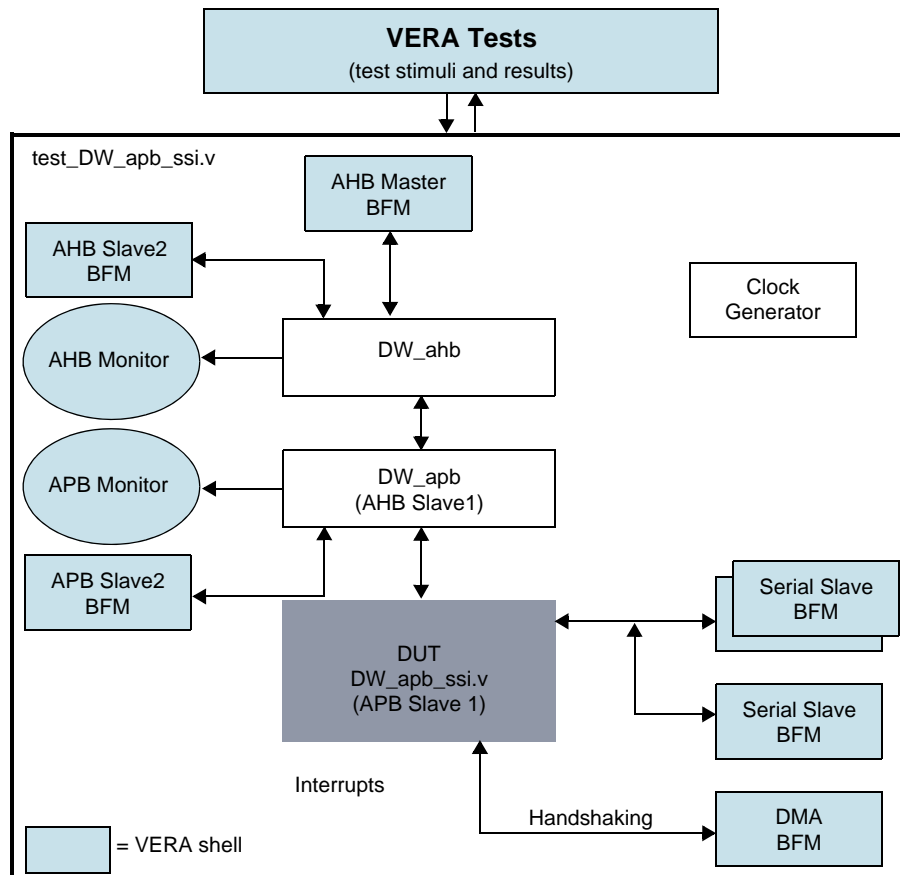 VERA Tests
(test stimuli and results)
test_DW_apb_ssi.v
AHB Master
BFM
AHB Slave2
BFM
Clock
Generator
DW_ahb
AHB Monitor
DW_apb
(AHB Slave1)
APB Monitor
APB Slave2
BFM
Serial Slave
BFM
DUT
DW_apb_ssi.v
(APB Slave 1)
Serial Slave
BFM
Interrupts
Handshaking
DMA
BFM
= VERA shell